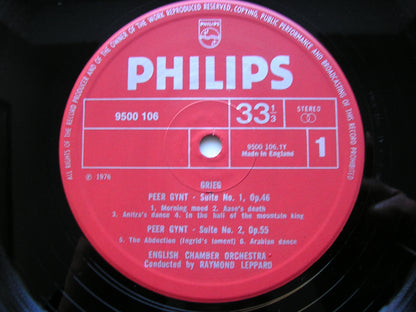 ALL RIGHTS OF THE RECORD PRODUCER AND OF THE OWNER OF THE WORK REPRODUCED RESERVED. COPYING, PUBLIC PERFORMANCE AND BROADCASTING OF THIS RECORD PROHIBITED
PHILIPS
PHILIPS
9500 106
33 1/3
STEREO
9500 106.1Y
Made in England
1
℗ 1976
GRIEG
PEER GYNT - Suite No. 1, Op.46
1. Morning mood 2. Aase's death
3. Anitra's dance 4. In the hall of the mountain king
PEER GYNT - Suite No. 2, Op.55
5. The Abduction (Ingrid's lament) 6. Arabian dance
ENGLISH CHAMBER ORCHESTRA
Conducted by RAYMOND LEPPARD